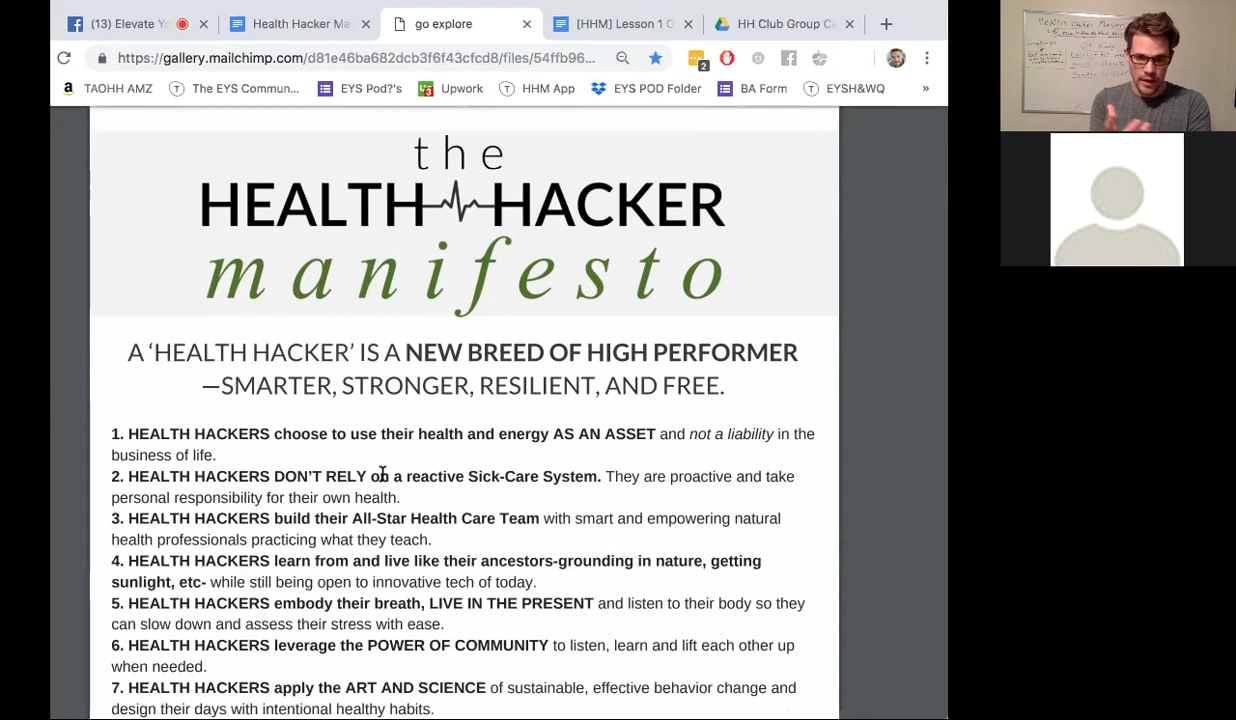 Elevate Yo
Health Hacker Mas
go explore
[HHM] Lesson 1 O
HH Club Group Ca
https://gallery.mailchimp.com/d81e46ba682dcb3f6f43cfcd8/files/54ffb96...
2
TAOHH AMZ
The EYS Commun...
EYS Pod?'s
Upwork
HHM App
EYS POD Folder
BA Form
EYSH&WQ
»
the
HEALTH HACKER
manifesto
A ‘HEALTH HACKER’ IS A NEW BREED OF HIGH PERFORMER
—SMARTER, STRONGER, RESILIENT, AND FREE.
1. HEALTH HACKERS choose to use their health and energy AS AN ASSET and not a liability in the
business of life.
2. HEALTH HACKERS DON’T RELY on a reactive Sick-Care System. They are proactive and take
personal responsibility for their own health.
3. HEALTH HACKERS build their All-Star Health Care Team with smart and empowering natural
health professionals practicing what they teach.
4. HEALTH HACKERS learn from and live like their ancestors-grounding in nature, getting
sunlight, etc- while still being open to innovative tech of today.
5. HEALTH HACKERS embody their breath, LIVE IN THE PRESENT and listen to their body so they
can slow down and assess their stress with ease.
6. HEALTH HACKERS leverage the POWER OF COMMUNITY to listen, learn and lift each other up
when needed.
7. HEALTH HACKERS apply the ART AND SCIENCE of sustainable, effective behavior change and
design their days with intentional healthy habits.
Health Hacker